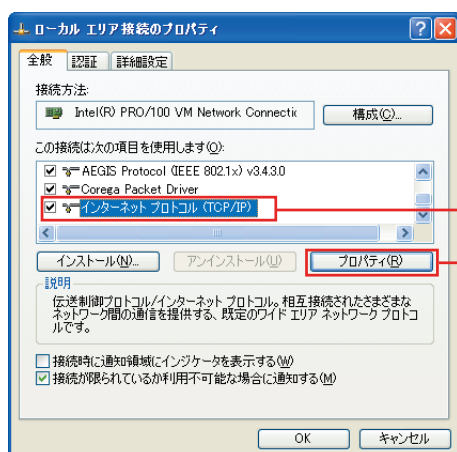 ローカル エリア接続のプロパティ
全般 認証 詳細設定
接続方法:
Intel(R) PRO/100 VM Network Connectic
構成(C)...
この接続は次の項目を使用します(O):
AEGIS Protocol (IEEE 802.1x) v3.4.3.0
Corega Packet Driver
インターネット プロトコル (TCP/IP)
インストール(N)... アンインストール(U) プロパティ(R)
説明
伝送制御プロトコル/インターネット プロトコル。相互接続されたさまざまな
ネットワーク間の通信を提供する、既定のワイド エリア ネットワーク プロトコ
ルです。
接続時に通知領域にインジケータを表示する(W)
接続が限られているか利用不可能な場合に通知する(M)
OK キャンセル